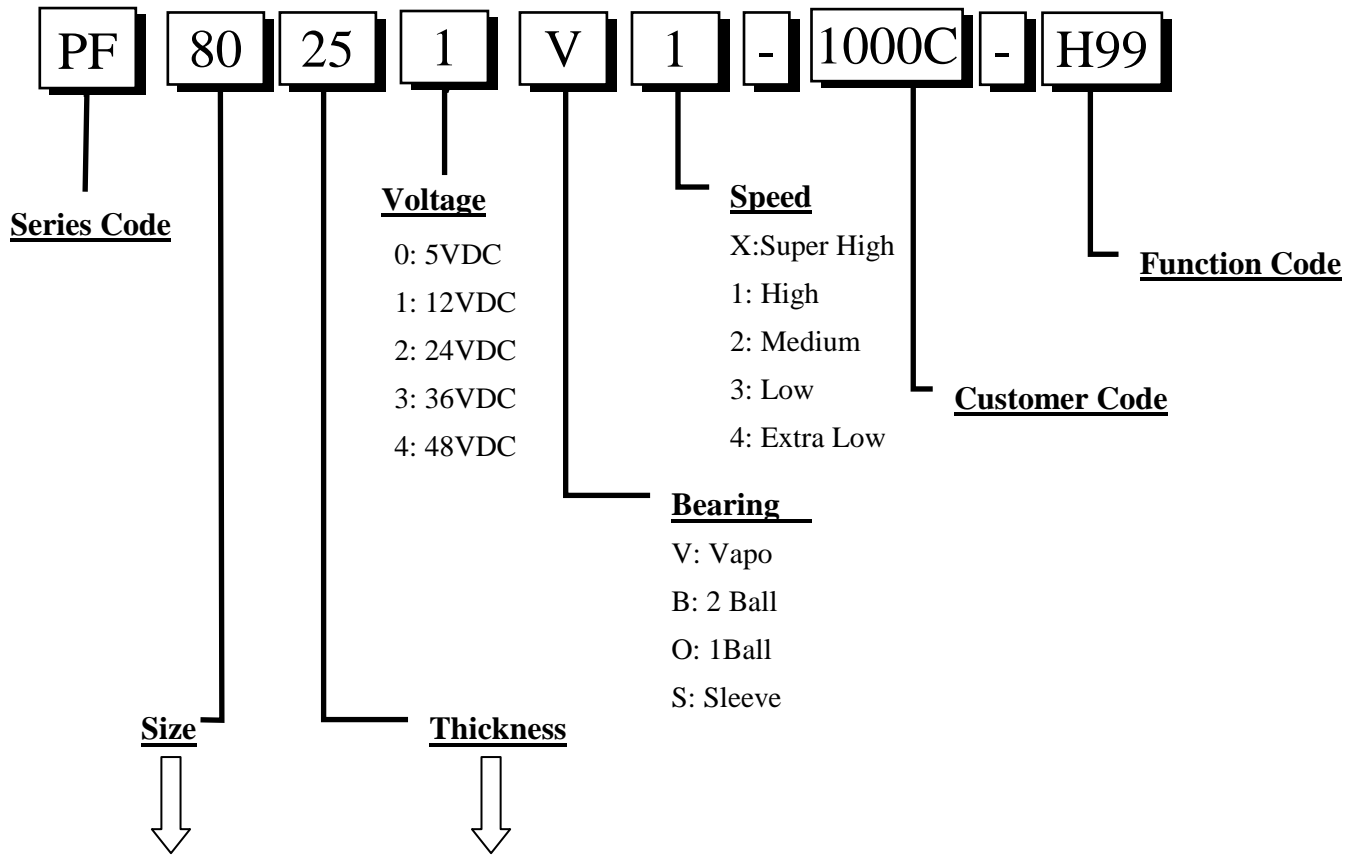 PF 80 25 1 V 1 - 1000C - H99
Series Code
Voltage
0: 5VDC
1: 12VDC
2: 24VDC
3: 36VDC
4: 48VDC
Speed
X:Super High
1: High
2: Medium
3: Low
4: Extra Low
Function Code
Customer Code
Bearing
V: Vapo
B: 2 Ball
O: 1Ball
S: Sleeve
Size
Thickness